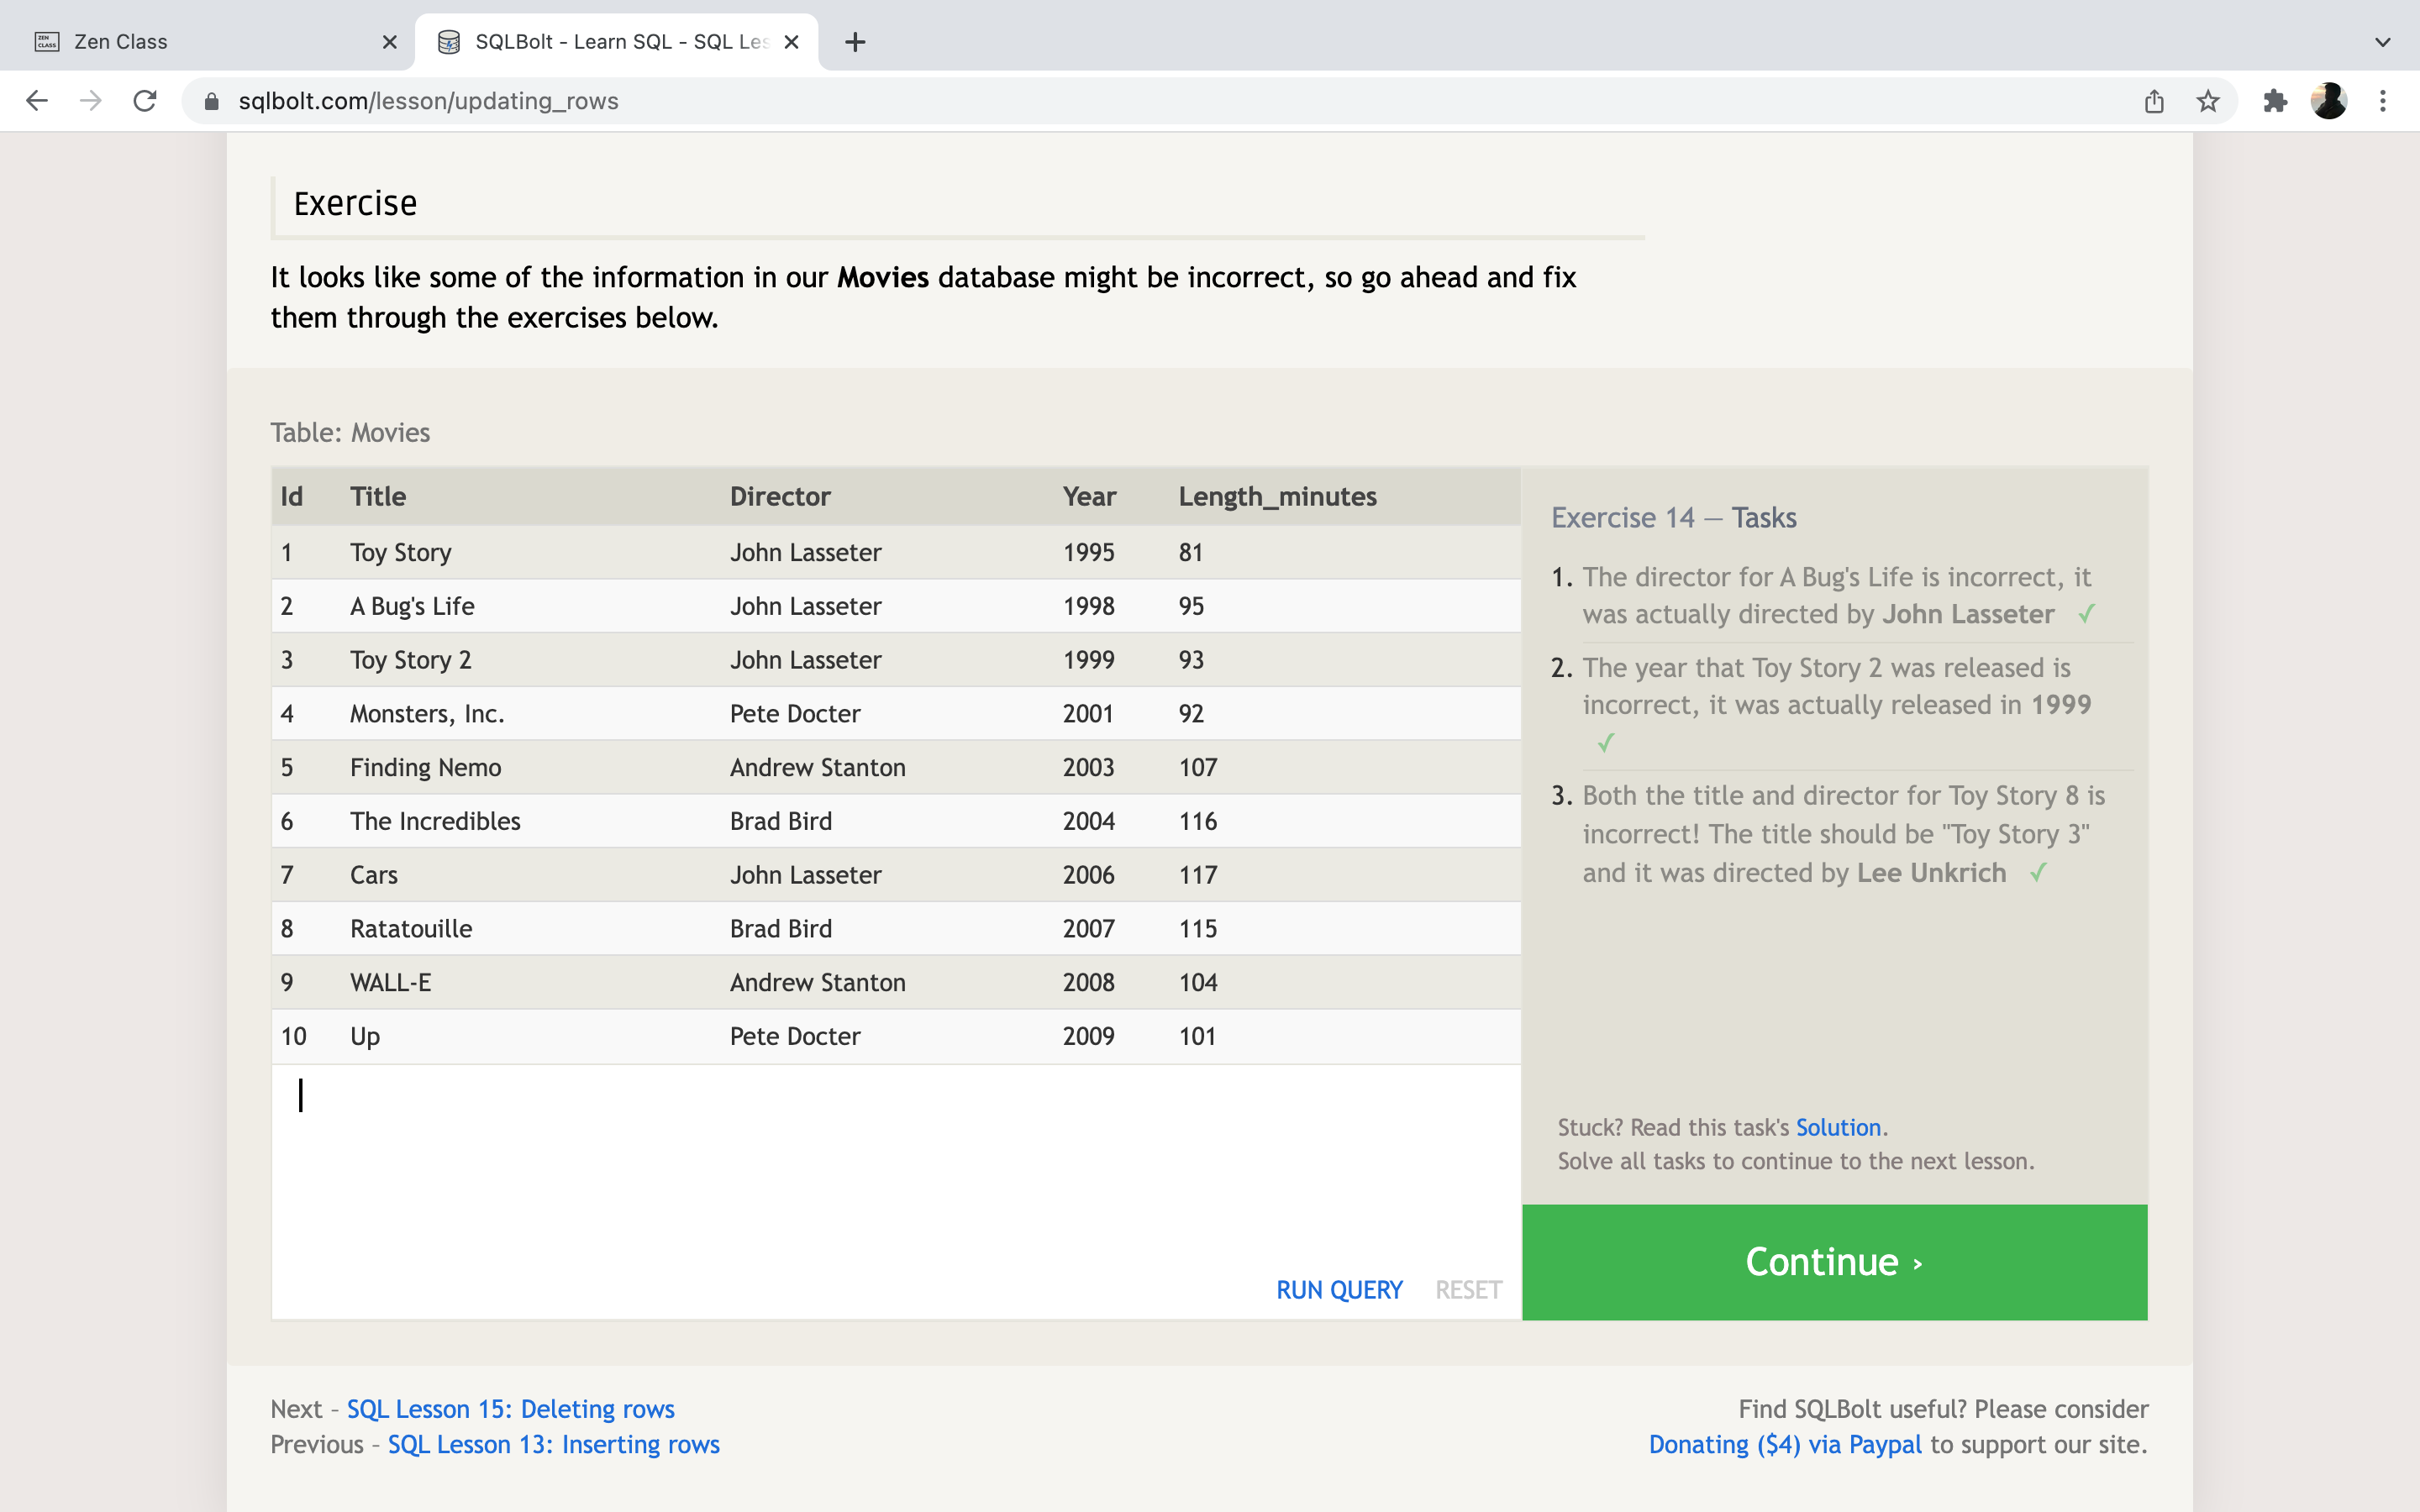 ZEN CLASS Zen Class
SQLBolt - Learn SQL - SQL Les
sqlbolt.com/lesson/updating_rows
Exercise
It looks like some of the information in our Movies database might be incorrect, so go ahead and fix
them through the exercises below.
Table: Movies
Id Title Director Year Length_minutes
1 Toy Story John Lasseter 1995 81
2 A Bug's Life John Lasseter 1998 95
3 Toy Story 2 John Lasseter 1999 93
4 Monsters, Inc. Pete Docter 2001 92
5 Finding Nemo Andrew Stanton 2003 107
6 The Incredibles Brad Bird 2004 116
7 Cars John Lasseter 2006 117
8 Ratatouille Brad Bird 2007 115
9 WALL-E Andrew Stanton 2008 104
10 Up Pete Docter 2009 101
RUN QUERY RESET
Exercise 14 — Tasks
1. The director for A Bug's Life is incorrect, it
was actually directed by John Lasseter ✓
2. The year that Toy Story 2 was released is
incorrect, it was actually released in 1999
✓
3. Both the title and director for Toy Story 8 is
incorrect! The title should be "Toy Story 3"
and it was directed by Lee Unkrich ✓
Stuck? Read this task's Solution.
Solve all tasks to continue to the next lesson.
Continue ›
Next – SQL Lesson 15: Deleting rows
Previous – SQL Lesson 13: Inserting rows
Find SQLBolt useful? Please consider
Donating ($4) via Paypal to support our site.